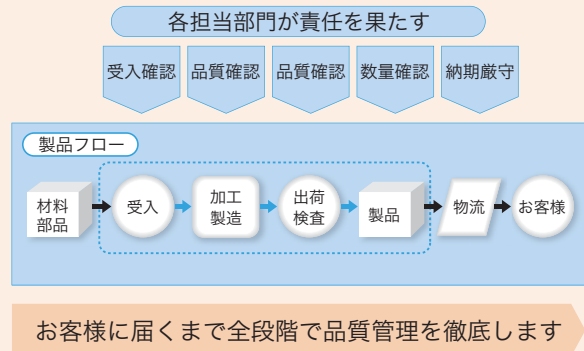 各担当部門が責任を果たす
受入確認 品質確認 品質確認 数量確認 納期厳守
製品フロー
材料
部品
受入
加工
製造
出荷
検査
製品
物流
お客様
お客様に届くまで全段階で品質管理を徹底します